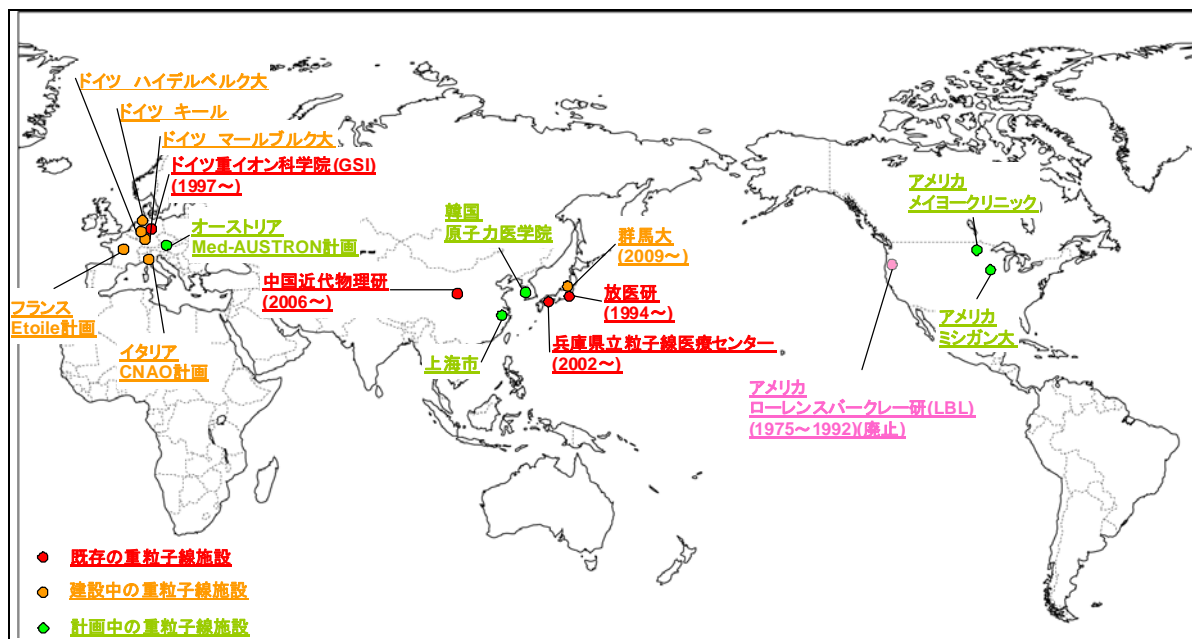 ドイツ　ハイデルベルク大
ドイツ　キール
ドイツ　マールブルク大
ドイツ重イオン科学院(GSI)
(1997～)
オーストリア
Med-AUSTRON計画
韓国
原子力医学院
群馬大
(2009～)
アメリカ
メイヨークリニック
中国近代物理研
(2006～)
放医研
(1994～)
フランス
Etoile計画
イタリア
CNAO計画
上海市
兵庫県立粒子線医療センター
(2002～)
アメリカ
ミシガン大
アメリカ
ローレンスバークレー研(LBL)
(1975～1992)(廃止)
既存の重粒子線施設
建設中の重粒子線施設
計画中の重粒子線施設